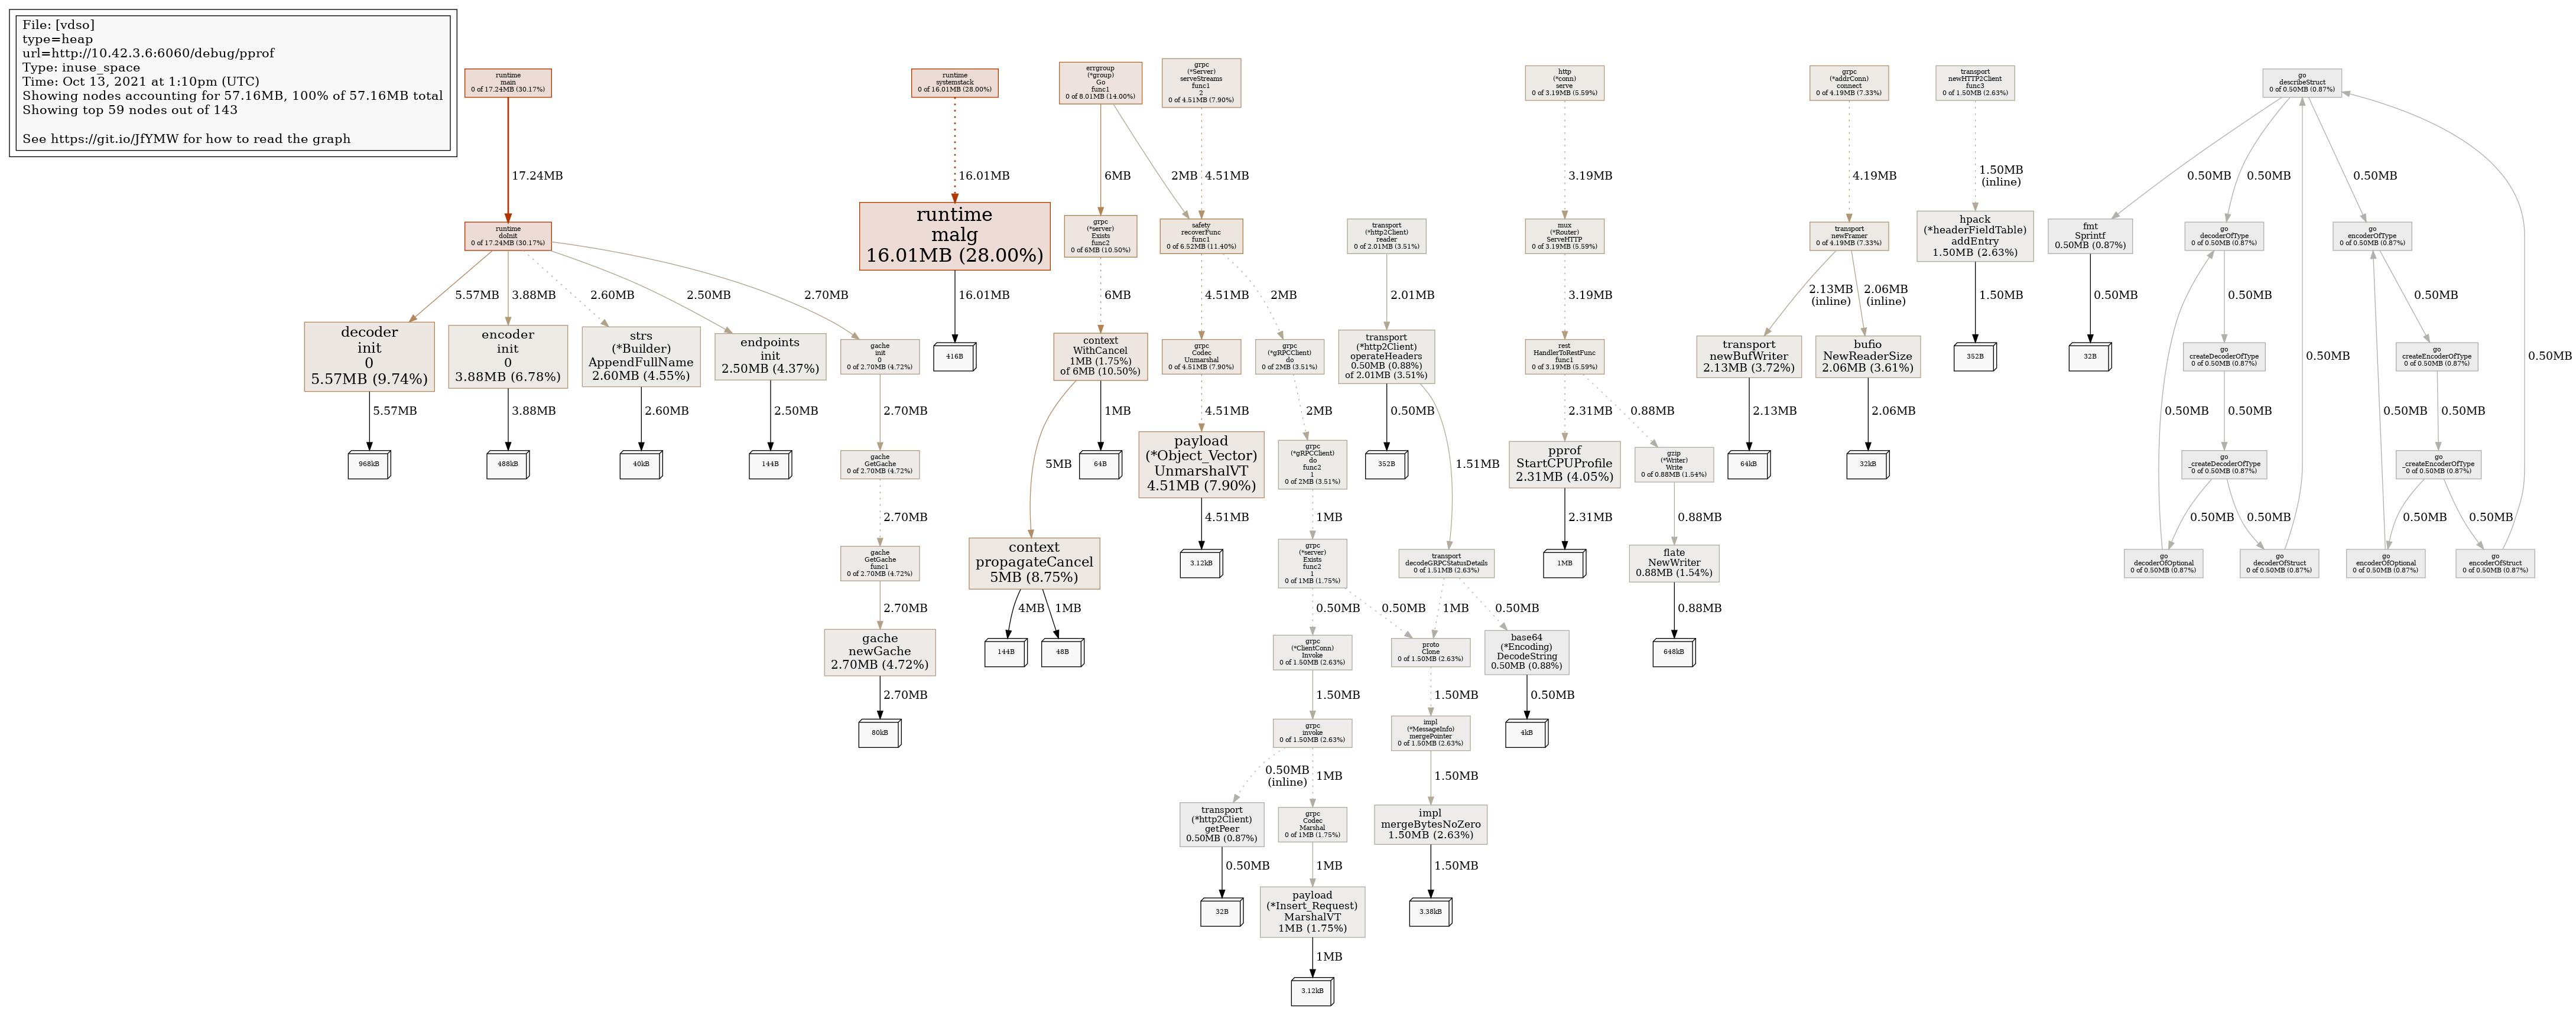 File: [vdso]
type=heap
url=http://10.42.3.6:6060/debug/pprof
Type: inuse_space
Time: Oct 13, 2021 at 1:10pm (UTC)
Showing nodes accounting for 57.16MB, 100% of 57.16MB total
Showing top 59 nodes out of 143
See https://git.io/JfYMW for how to read the graph
runtime
main
0 of 17.24MB (30.17%)
17.24MB
runtime
doInit
0 of 17.24MB (30.17%)
5.57MB
3.88MB
2.60MB
2.50MB
2.70MB
decoder
init
0
5.57MB (9.74%)
5.57MB
968kB
encoder
init
0
3.88MB (6.78%)
3.88MB
488kB
strs
(*Builder)
AppendFullName
2.60MB (4.55%)
2.60MB
40kB
endpoints
init
2.50MB (4.37%)
2.50MB
144B
gache
init
0
0 of 2.70MB (4.72%)
2.70MB
gache
GetGache
0 of 2.70MB (4.72%)
2.70MB
gache
GetGache
func1
0 of 2.70MB (4.72%)
2.70MB
gache
newGache
2.70MB (4.72%)
2.70MB
80kB
runtime
systemstack
0 of 16.01MB (28.00%)
16.01MB
runtime
malg
16.01MB (28.00%)
16.01MB
416B
errgroup
(*group)
Go
func1
0 of 8.01MB (14.00%)
6MB
2MB
grpc
(*server)
Exists
func2
0 of 6MB (10.50%)
6MB
context
WithCancel
1MB (1.75%)
of 6MB (10.50%)
5MB
1MB
64B
context
propagateCancel
5MB (8.75%)
4MB
1MB
144B
48B
grpc
(*Server)
serveStreams
func1
2
0 of 4.51MB (7.90%)
4.51MB
safety
recoverFunc
func1
0 of 6.52MB (11.40%)
4.51MB
2MB
grpc
Codec
Unmarshal
0 of 4.51MB (7.90%)
4.51MB
payload
(*Object_Vector)
UnmarshalVT
4.51MB (7.90%)
4.51MB
3.12kB
grpc
(*gRPCClient)
do
0 of 2MB (3.51%)
2MB
grpc
(*gRPCClient)
do
func2
1
0 of 2MB (3.51%)
1MB
grpc
(*server)
Exists
func2
1
0 of 1MB (1.75%)
0.50MB
0.50MB
grpc
(*ClientConn)
Invoke
0 of 1.50MB (2.63%)
1.50MB
grpc
invoke
0 of 1.50MB (2.63%)
0.50MB
(inline)
1MB
transport
(*http2Client)
getPeer
0.50MB (0.87%)
0.50MB
32B
grpc
Codec
Marshal
0 of 1MB (1.75%)
1MB
payload
(*Insert_Request)
MarshalVT
1MB (1.75%)
1MB
3.12kB
transport
(*http2Client)
reader
0 of 2.01MB (3.51%)
2.01MB
transport
(*http2Client)
operateHeaders
0.50MB (0.88%)
of 2.01MB (3.51%)
0.50MB
352B
1.51MB
transport
decodeGRPCStatusDetails
0 of 1.51MB (2.63%)
1MB
0.50MB
proto
Clone
0 of 1.50MB (2.63%)
1.50MB
impl
(*MessageInfo)
mergePointer
0 of 1.50MB (2.63%)
1.50MB
impl
mergeBytesNoZero
1.50MB (2.63%)
1.50MB
3.38kB
base64
(*Encoding)
DecodeString
0.50MB (0.88%)
0.50MB
4kB
http
(*conn)
serve
0 of 3.19MB (5.59%)
3.19MB
mux
(*Router)
ServeHTTP
0 of 3.19MB (5.59%)
3.19MB
rest
HandlerToRestFunc
func1
0 of 3.19MB (5.59%)
2.31MB
0.88MB
pprof
StartCPUProfile
2.31MB (4.05%)
2.31MB
1MB
gzip
(*Writer)
Write
0 of 0.88MB (1.54%)
0.88MB
flate
NewWriter
0.88MB (1.54%)
0.88MB
648kB
grpc
(*addrConn)
connect
0 of 4.19MB (7.33%)
4.19MB
transport
newFramer
0 of 4.19MB (7.33%)
2.13MB
(inline)
2.06MB
(inline)
transport
newBufWriter
2.13MB (3.72%)
2.13MB
64kB
bufio
NewReaderSize
2.06MB (3.61%)
2.06MB
32kB
transport
newHTTP2Client
func3
0 of 1.50MB (2.63%)
1.50MB
(inline)
hpack
(*headerFieldTable)
addEntry
1.50MB (2.63%)
1.50MB
352B
go
describeStruct
0 of 0.50MB (0.87%)
0.50MB
0.50MB
0.50MB
fmt
Sprintf
0.50MB (0.87%)
0.50MB
32B
go
decoderOfType
0 of 0.50MB (0.87%)
0.50MB
go
createDecoderOfType
0 of 0.50MB (0.87%)
0.50MB
0.50MB
0.50MB
go
_createDecoderOfType
0 of 0.50MB (0.87%)
0.50MB
0.50MB
go
decoderOfOptional
0 of 0.50MB (0.87%)
go
decoderOfStruct
0 of 0.50MB (0.87%)
go
encoderOfType
0 of 0.50MB (0.87%)
0.50MB
go
createEncoderOfType
0 of 0.50MB (0.87%)
0.50MB
0.50MB
0.50MB
go
_createEncoderOfType
0 of 0.50MB (0.87%)
0.50MB
0.50MB
go
encoderOfOptional
0 of 0.50MB (0.87%)
go
encoderOfStruct
0 of 0.50MB (0.87%)